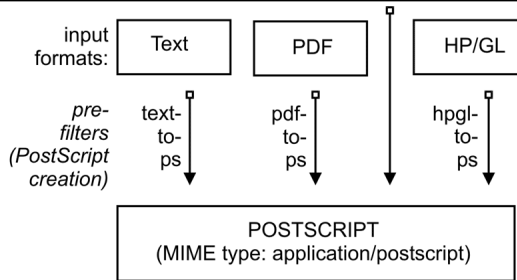 input
formats:
Text
PDF
HP/GL
pre-
filters
(PostScript
creation)
text-
to-
ps
pdf-
to-
ps
hpgl-
to-
ps
POSTSCRIPT
(MIME type: application/postscript)